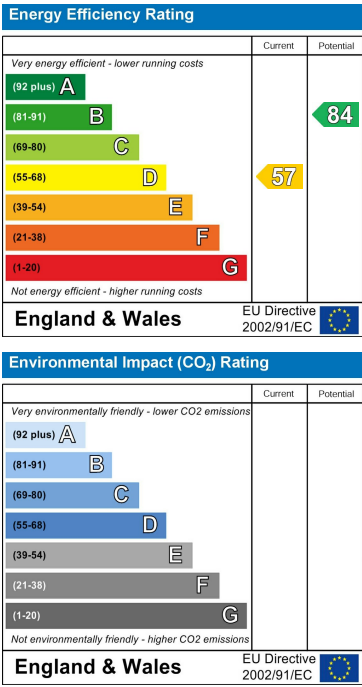 Energy Efficiency Rating
Current Potential
Very energy efficient - lower running costs
(92 plus) A
(81-91) B
84
(69-80) C
(55-68) D
57
(39-54) E
(21-38) F
(1-20) G
Not energy efficient - higher running costs
England & Wales
EU Directive
2002/91/EC
Environmental Impact (CO₂) Rating
Current Potential
Very environmentally friendly - lower CO2 emissions
(92 plus) A
(81-91) B
(69-80) C
(55-68) D
(39-54) E
(21-38) F
(1-20) G
Not environmentally friendly - higher CO2 emissions
England & Wales
EU Directive
2002/91/EC